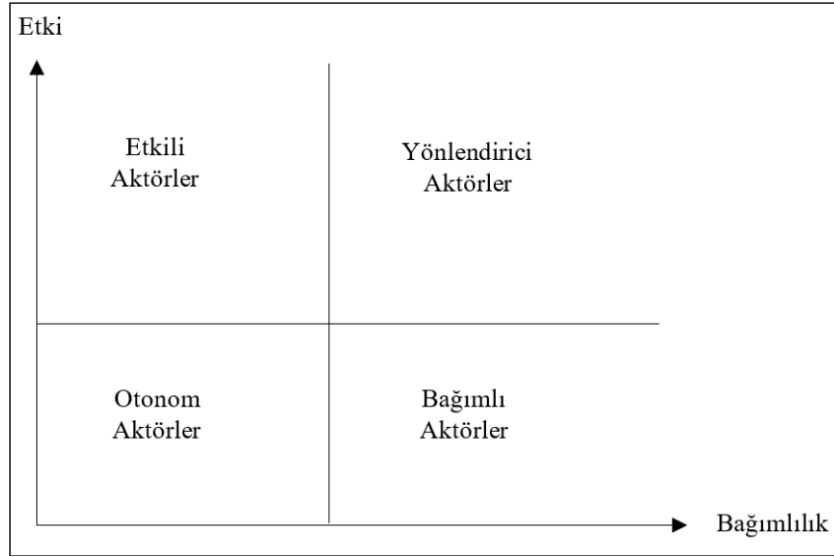 Etki
Etkili
Aktörler
Yönlendirici
Aktörler
Otonom
Aktörler
Bağımlı
Aktörler
Bağımlılık